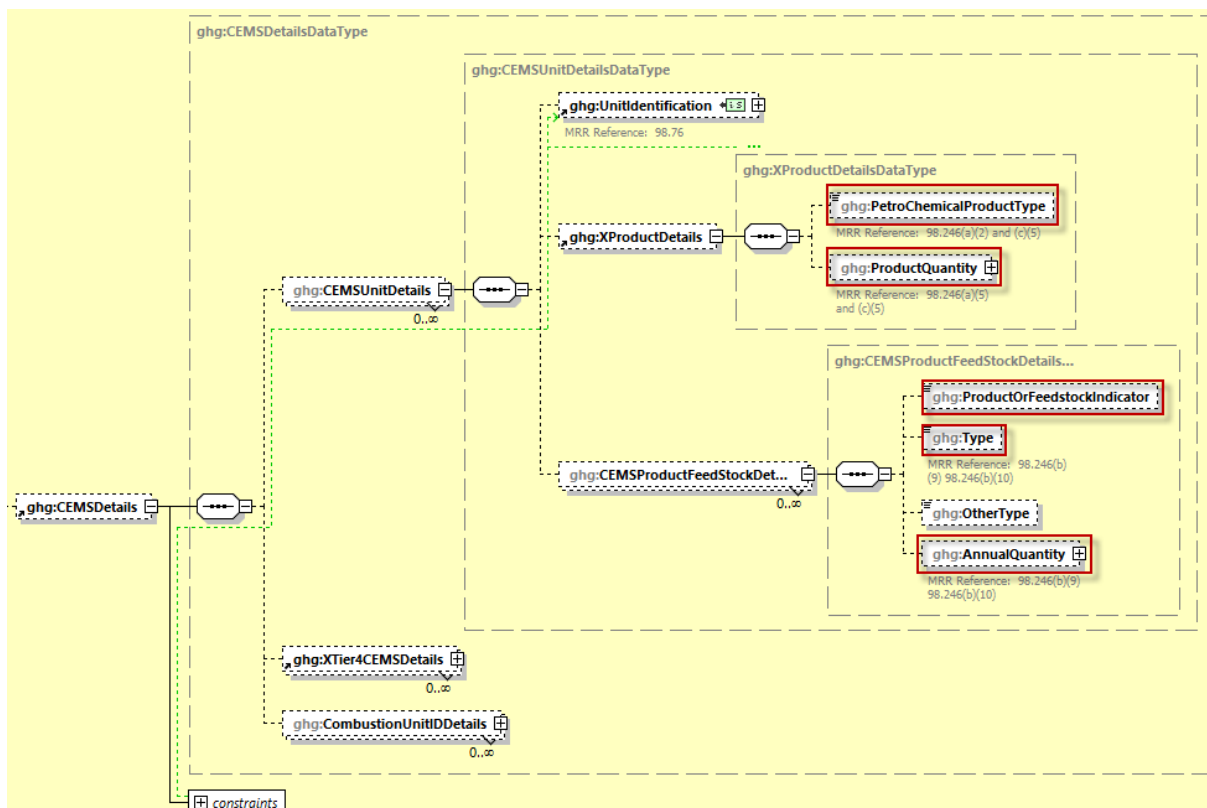 ghg:CEMSDetailsDataType
ghg:CEMSUnitDetailsDataType
ghg:UnitIdentification
MRR Reference: 98.76
...
ghg:XProductDetailsDataType
ghg:PetroChemicalProductType
MRR Reference: 98.246(a)(2) and (c)(5)
ghg:XProductDetails
ghg:ProductQuantity
MRR Reference: 98.246(a)(5)
and (c)(5)
ghg:CEMSUnitDetails
0..∞
ghg:CEMSProductFeedStockDetails...
ghg:ProductOrFeedstockIndicator
ghg:Type
MRR Reference: 98.246(b)
(9) 98.246(b)(10)
ghg:CEMSProductFeedStockDet...
0..∞
ghg:OtherType
ghg:AnnualQuantity
MRR Reference: 98.246(b)(9)
98.246(b)(10)
ghg:CEMSDetails
ghg:XTier4CEMSDetails
0..∞
ghg:CombustionUnitIDDetails
0..∞
constraints